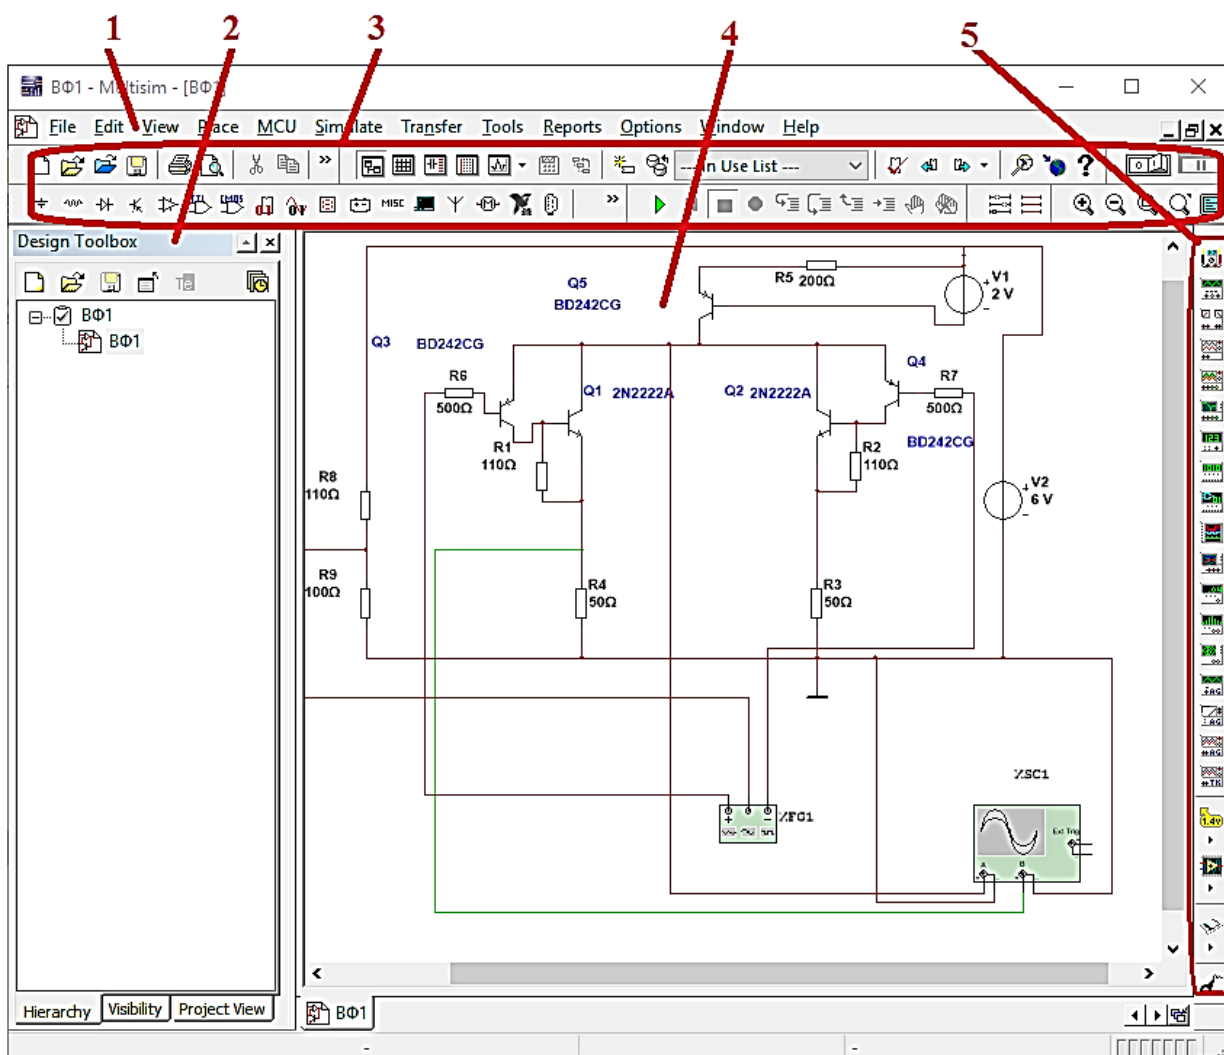 1 2 3 4 5
ВФ1 - Multisim - [ВФ1]
File Edit View Place MCU Simulate Transfer Tools Reports Options Window Help
--- In Use List ---
MISC
Design Toolbox
ВФ1
ВФ1
R5 200Ω
V1
2 V
Q5
BD242CG
Q3 BD242CG
R6
500Ω
Q1 2N2222A
Q2 2N2222A
Q4
R7
500Ω
BD242CG
R1
110Ω
R2
110Ω
R8
110Ω
V2
6 V
R9
100Ω
R4
50Ω
R3
50Ω
XFG1
XSC1
Ext Trig
A B
1.4v
Hierarchy Visibility Project View
ВФ1